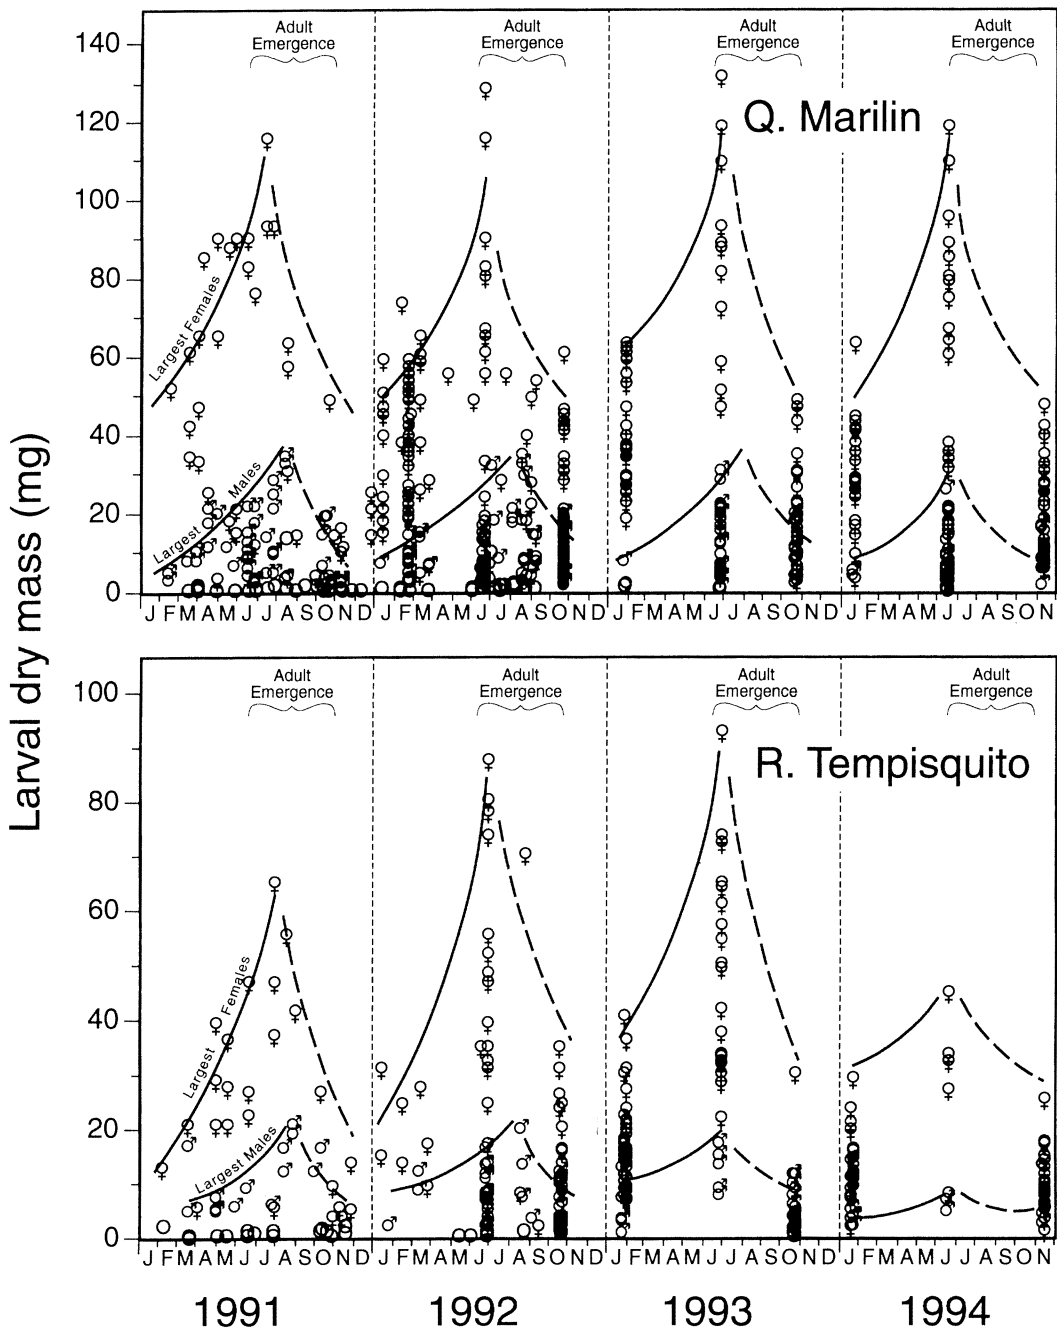 Larval dry mass (mg)
140
120
100
80
60
40
20
0
Adult
Emergence
Adult
Emergence
Adult
Emergence
Adult
Emergence
Q. Marilin
Largest Females
Largest Males
J F M A M J J A S O N D J F M A M J J A S O N D J F M A M J J A S O N D J F M A M J J A S O N
100
80
60
40
20
0
Adult
Emergence
Adult
Emergence
Adult
Emergence
Adult
Emergence
R. Tempisquito
Largest Females
Largest Males
J F M A M J J A S O N D J F M A M J J A S O N D J F M A M J J A S O N D J F M A M J J A S O N
1991 1992 1993 1994